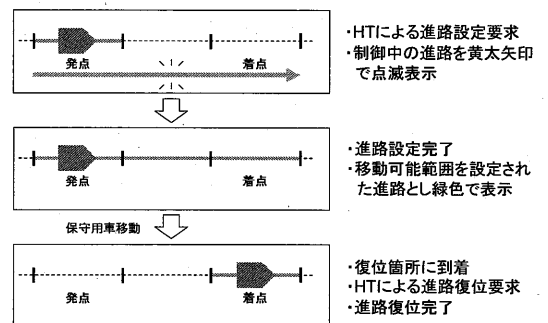 発点
着点
・HTによる進路設定要求
・制御中の進路を黄太矢印
で点滅表示
発点
着点
・進路設定完了
・移動可能範囲を設定され
た進路とし緑色で表示
保守用車移動
発点
着点
・復位箇所に到着
・HTによる進路復位要求
・進路復位完了